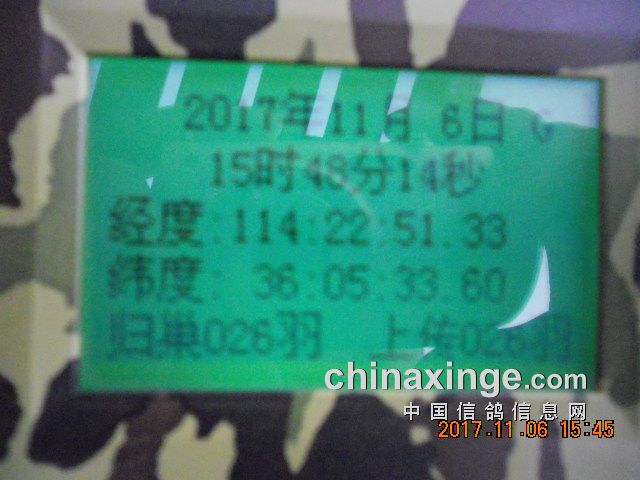 2017年11月 6日 G
15时48分14秒
经度:114:22:51.33
纬度: 36:05:33.60
归巢026羽 上传026羽
chinaxinge.com
中国信鸽信息网
2017.11.06 15:45